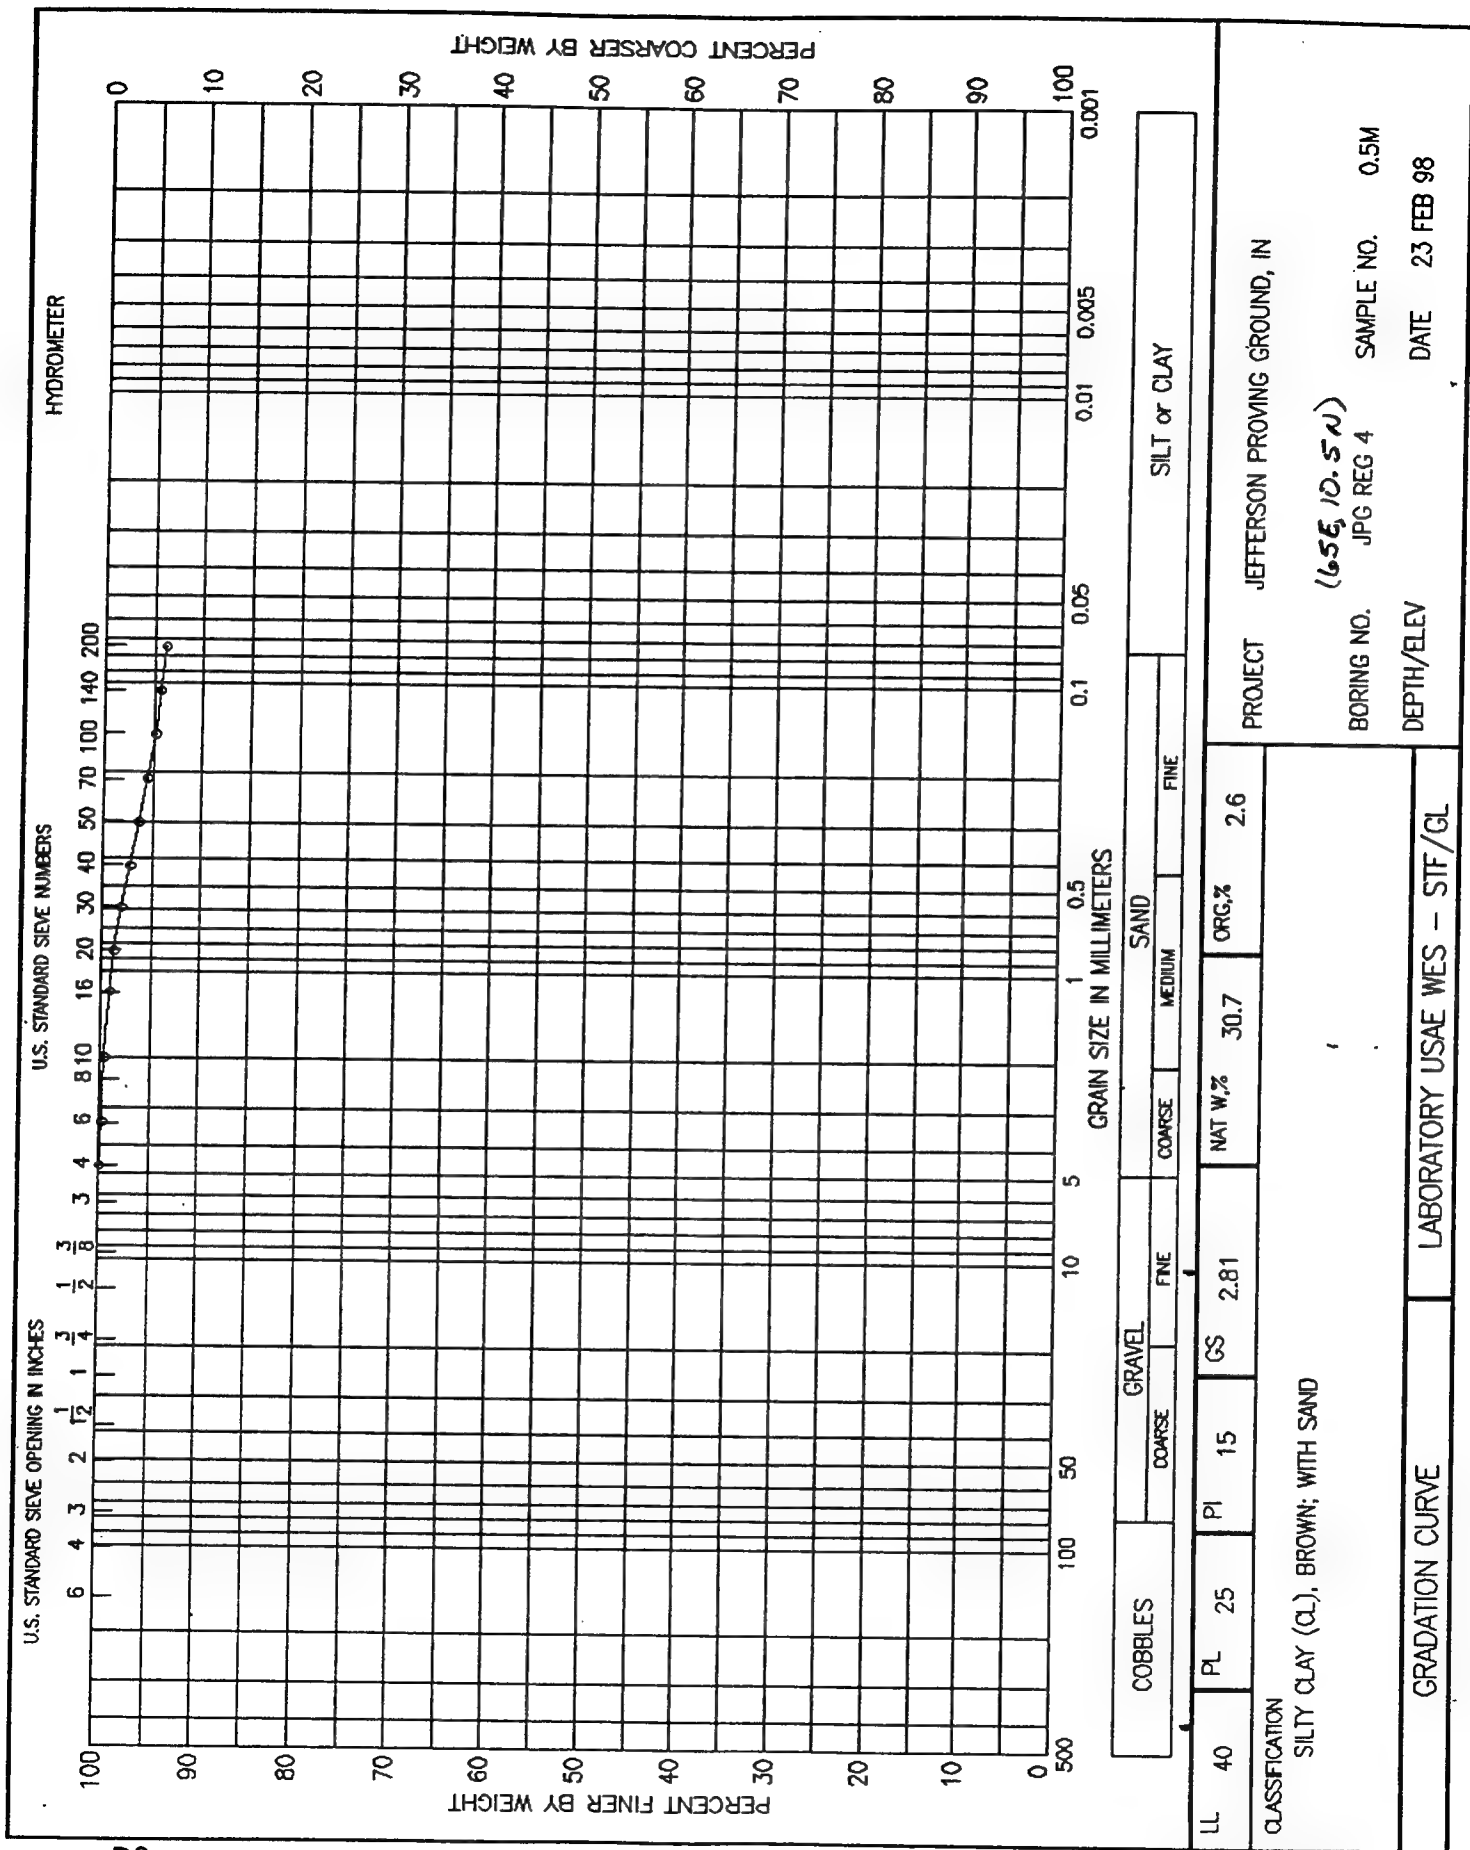 U.S. STANDARD SIEVE OPENING IN INCHES
U.S. STANDARD SIEVE NUMBERS
HYDROMETER
6 4 3 2 1 1/2 1 3/4 1/2 3/8 3 4 6 8 10 16 20 30 40 50 70 100 140 200
PERCENT FINER BY WEIGHT
100
90
80
70
60
50
40
30
20
10
0
PERCENT COARSER BY WEIGHT
0
10
20
30
40
50
60
70
80
90
100
500 100 50 10 5 1 0.5 0.1 0.05 0.01 0.005 0.001
GRAIN SIZE IN MILLIMETERS
COBBLES GRAVEL SAND SILT or CLAY
COARSE FINE COARSE MEDIUM FINE
LL 40 PL 25 PI 15 GS 2.81 NAT W,% 30.7 ORG,% 2.6
CLASSIFICATION
SILTY CLAY (CL), BROWN; WITH SAND
PROJECT JEFFERSON PROVING GROUND, IN
(65E, 10.5N)
BORING NO. JPG REG 4 SAMPLE NO. 0.5M
DEPTH/ELEV DATE 23 FEB 98
GRADATION CURVE
LABORATORY USAE WES - STF/GL